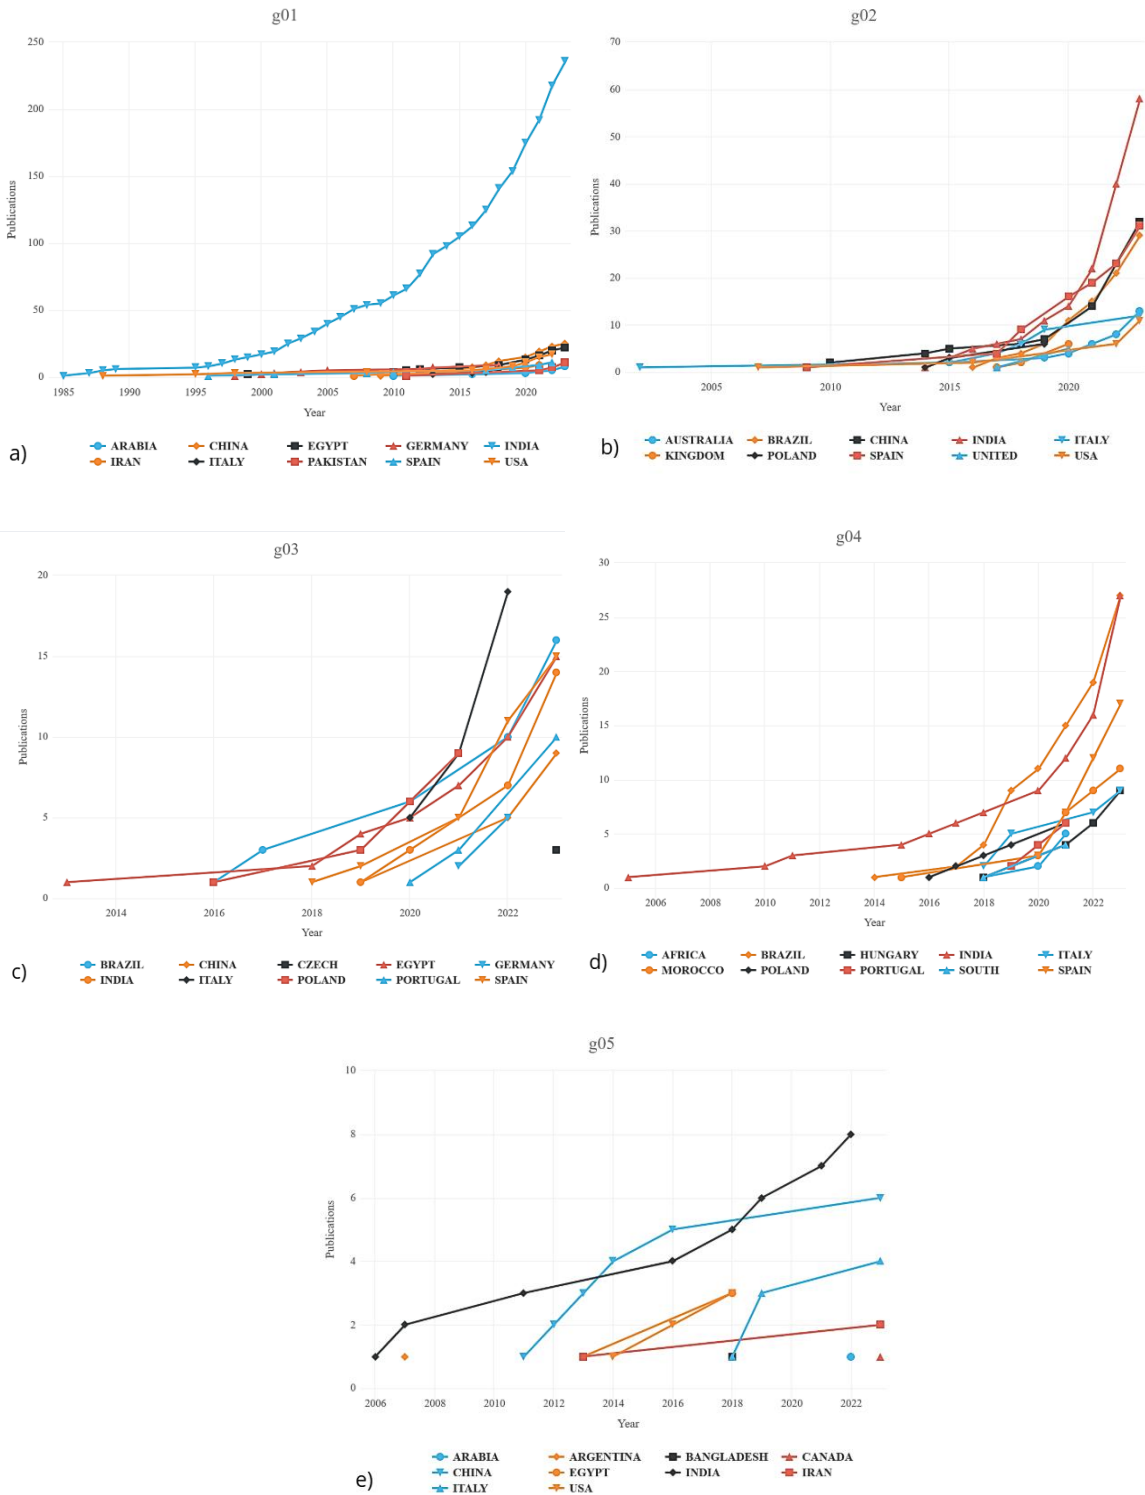 g01
250
200
150
100
50
0
Publications
1985 1990 1995 2000 2005 2010 2015 2020
Year
ARABIA CHINA EGYPT GERMANY INDIA
IRAN ITALY PAKISTAN SPAIN USA
a)
g02
70
60
50
40
30
20
10
0
Publications
2005 2010 2015 2020
Year
AUSTRALIA BRAZIL CHINA INDIA ITALY
KINGDOM POLAND SPAIN UNITED USA
b)
g03
20
15
10
5
0
Publications
2014 2016 2018 2020 2022
Year
BRAZIL CHINA CZECH EGYPT GERMANY
INDIA ITALY POLAND PORTUGAL SPAIN
c)
g04
30
25
20
15
10
5
0
Publications
2006 2008 2010 2012 2014 2016 2018 2020 2022
Year
AFRICA BRAZIL HUNGARY INDIA ITALY
MOROCCO POLAND PORTUGAL SOUTH SPAIN
d)
g05
10
8
6
4
2
0
Publications
2006 2008 2010 2012 2014 2016 2018 2020 2022
Year
ARABIA ARGENTINA BANGLADESH CANADA
CHINA EGYPT INDIA IRAN
ITALY USA
e)